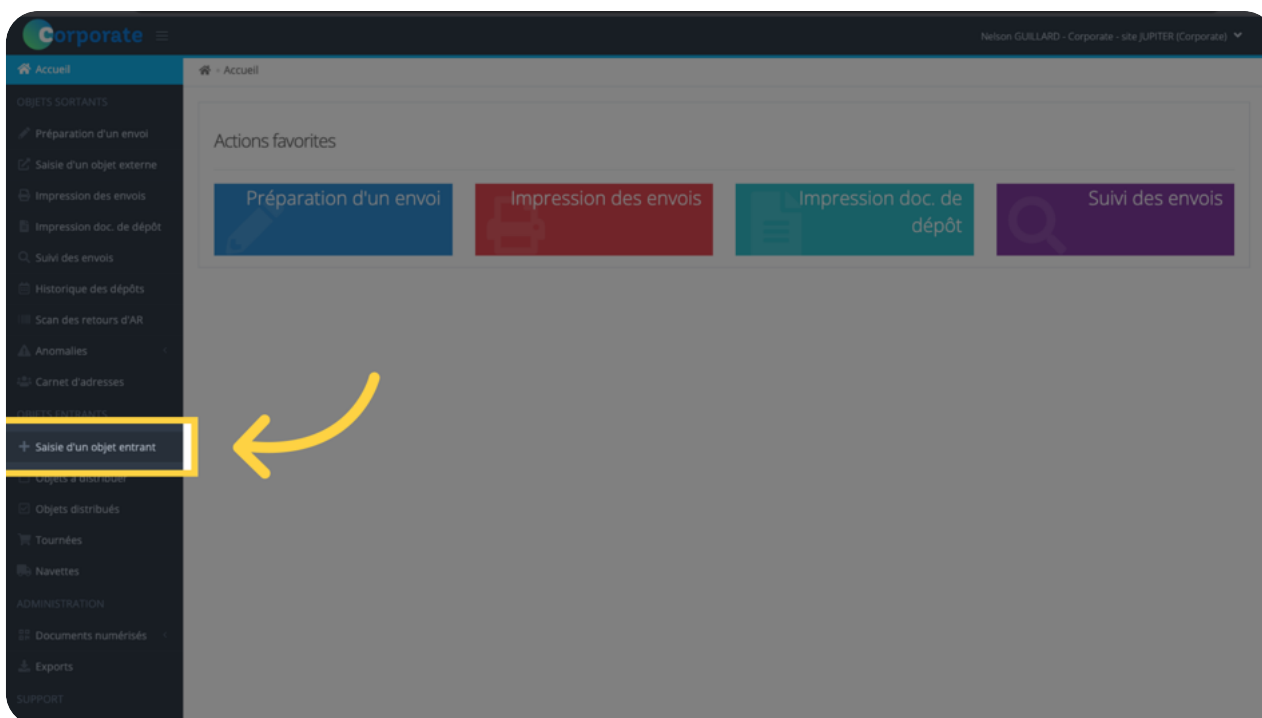 Corporate
Nelson GUILLARD - Corporate - site JUPITER (Corporate)
Accueil
Accueil
OBJETS SORTANTS
Préparation d'un envoi
Saisie d'un objet externe
Impression des envois
Impression doc. de dépôt
Suivi des envois
Historique des dépôts
Scan des retours d'AR
Anomalies
Carnet d'adresses
OBJETS ENTRANTS
Saisie d'un objet entrant
Objets à distribuer
Objets distribués
Tournées
Navettes
ADMINISTRATION
Documents numérisés
Exports
SUPPORT
Actions favorites
Préparation d'un envoi
Impression des envois
Impression doc. de
dépôt
Suivi des envois